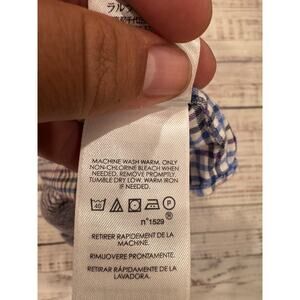 MACHINE WASH WARM, ONLY
NON-CHLORINE BLEACH WHEN
NEEDED, REMOVE PROMPTLY,
TUMBLE DRY LOW, WARM IRON
IF NEEDED
40 P
n°1529 ®
RETIRER RAPIDEMENT DE LA
MACHINE.
RIMUOVERE PRONTAMENTE.
RETIRAR RÁPIDAMENTE DE LA
LAVADORA.